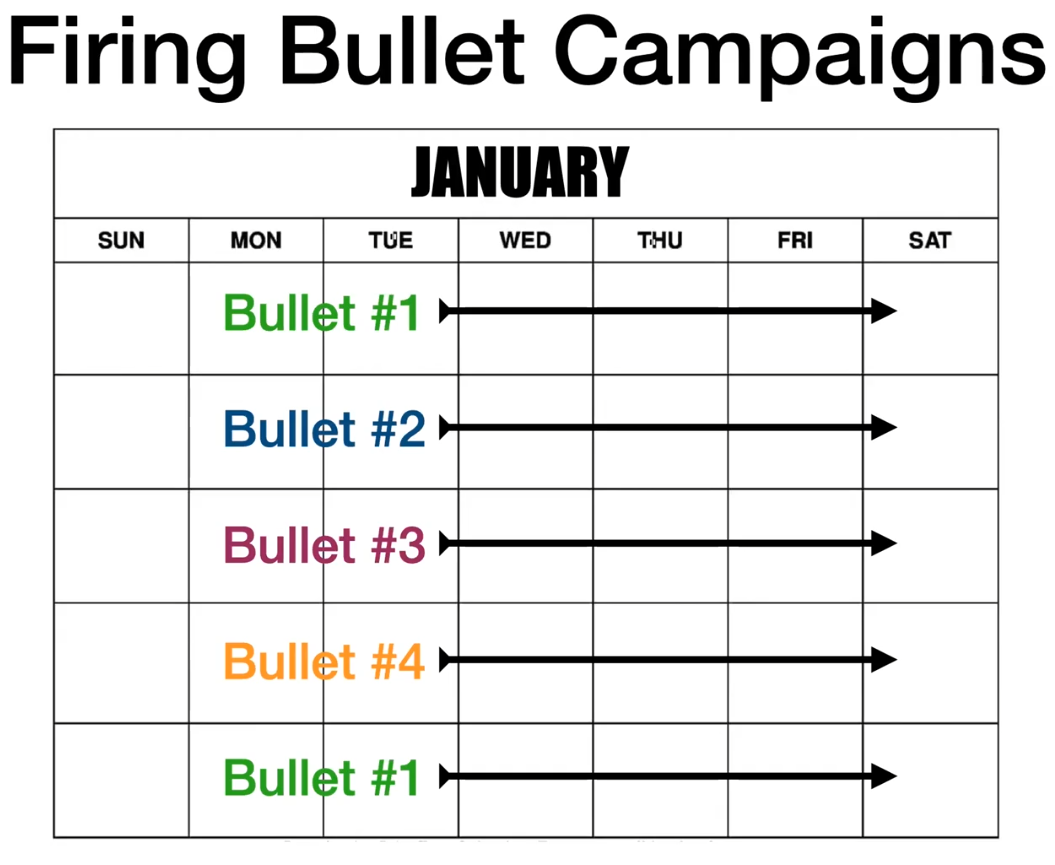 Firing Bullet Campaigns
JANUARY
SUN MON TUE WED THU FRI SAT
Bullet #1
Bullet #2
Bullet #3
Bullet #4
Bullet #1